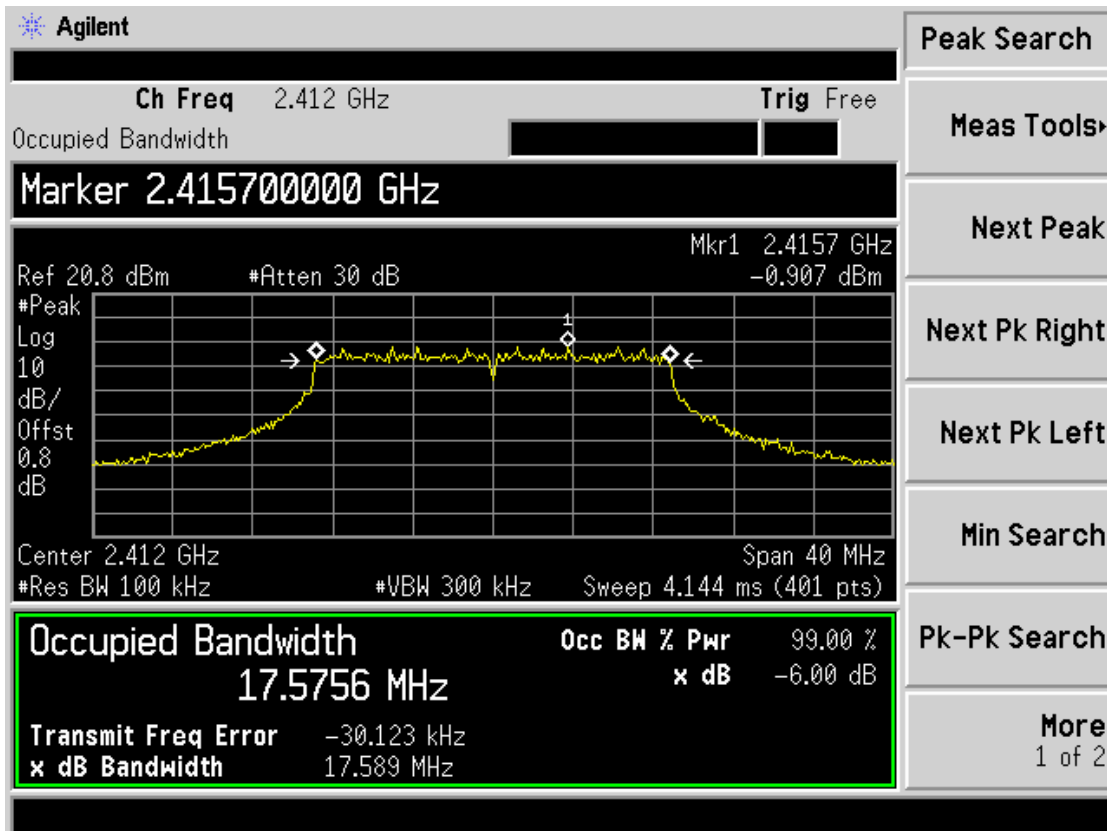 Agilent
Peak Search
Ch Freq 2.412 GHz Trig Free
Occupied Bandwidth
Meas Tools
Marker 2.415700000 GHz
Next Peak
Mkr1 2.4157 GHz
Ref 20.8 dBm #Atten 30 dB -0.907 dBm
#Peak
Log
10
dB/
Offst
0.8
dB
1
Next Pk Right
Next Pk Left
Center 2.412 GHz Span 40 MHz
#Res BW 100 kHz #VBW 300 kHz Sweep 4.144 ms (401 pts)
Min Search
Occupied Bandwidth Occ BW % Pwr 99.00 %
17.5756 MHz x dB -6.00 dB
Pk-Pk Search
Transmit Freq Error -30.123 kHz
x dB Bandwidth 17.589 MHz
More
1 of 2